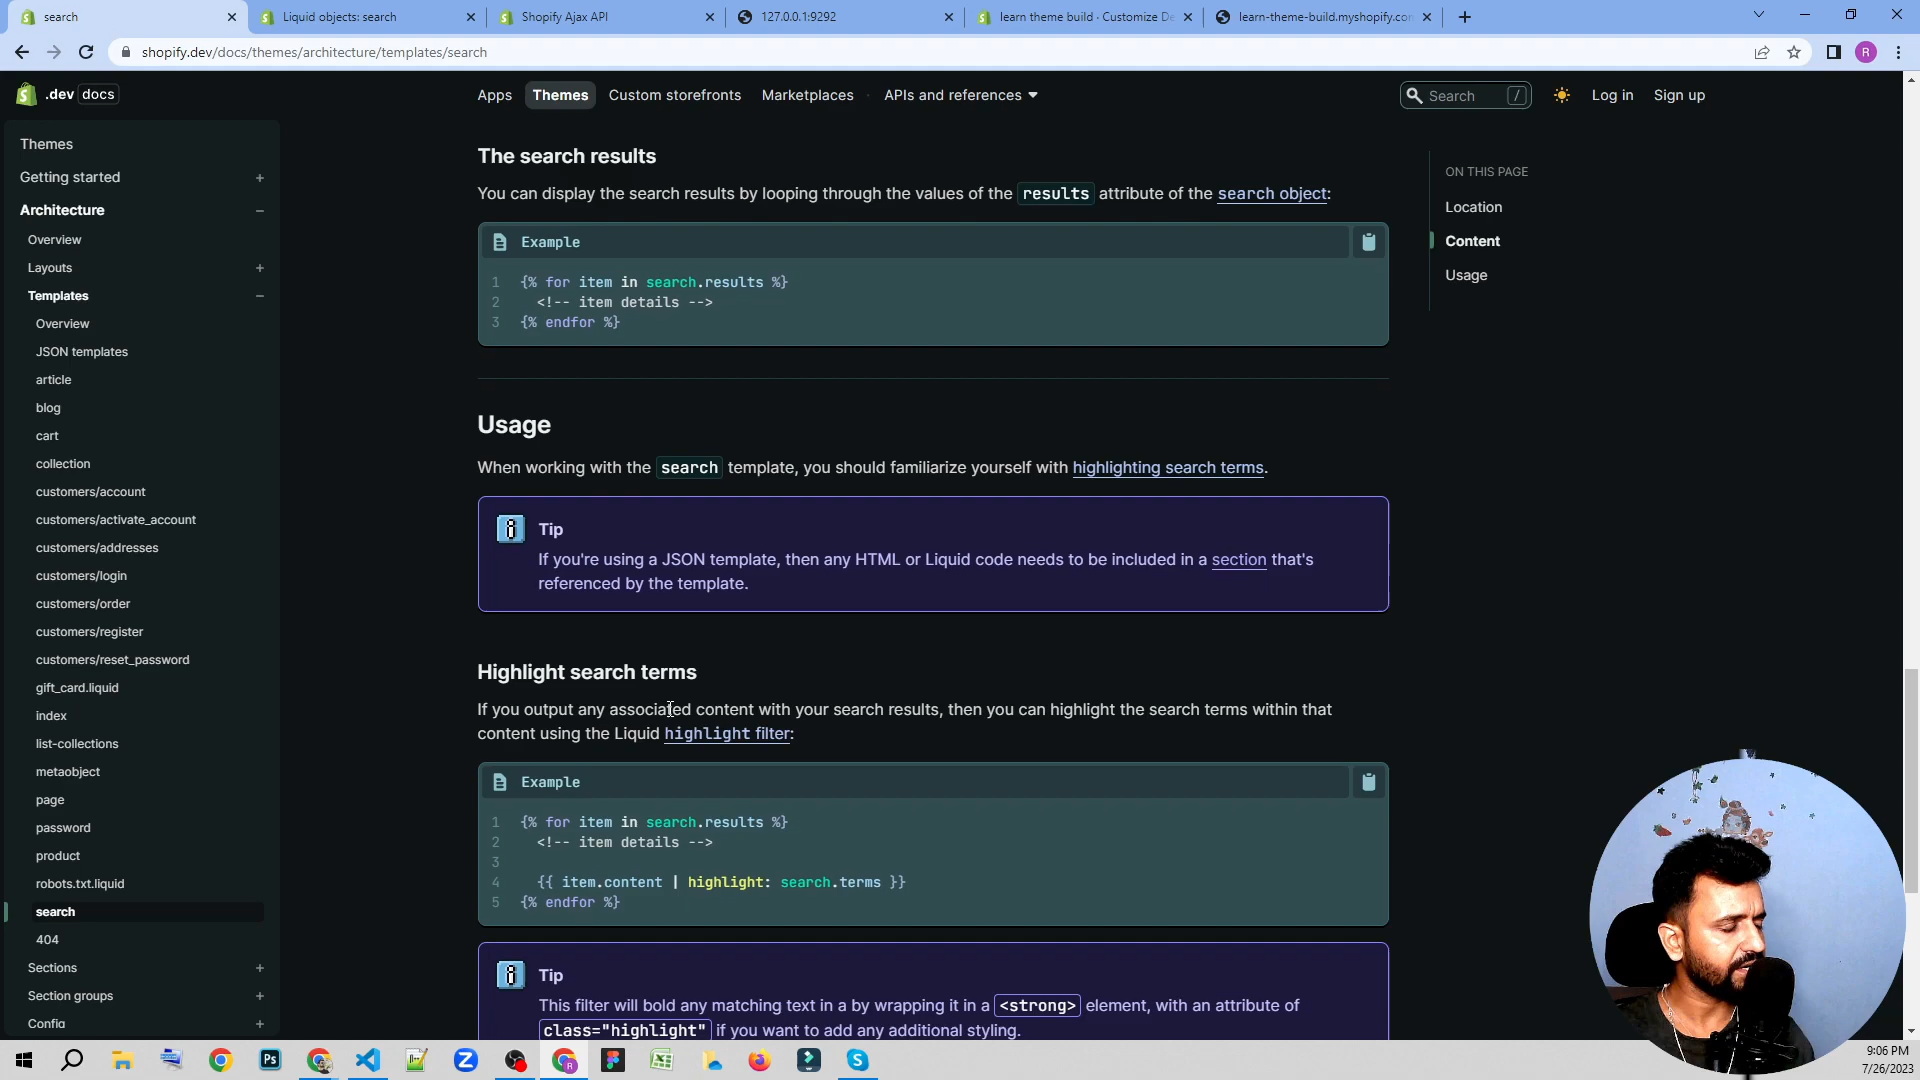 search
Liquid objects: search
Shopify Ajax API
127.0.0.1:9292
learn theme build · Customize De
learn-theme-build.myshopify.con
shopify.dev/docs/themes/architecture/templates/search
R
.dev docs
Apps
Themes
Custom storefronts
Marketplaces
APIs and references
Search /
Log in
Sign up
Themes
Getting started
Architecture
Overview
Layouts
Templates
Overview
JSON templates
article
blog
cart
collection
customers/account
customers/activate_account
customers/addresses
customers/login
customers/order
customers/register
customers/reset_password
gift_card.liquid
index
list-collections
metaobject
page
password
product
robots.txt.liquid
search
404
Sections
Section groups
Config
The search results
You can display the search results by looping through the values of the results attribute of the search object:
Example
1 {% for item in search.results %}
2 <!-- item details -->
3 {% endfor %}
Usage
When working with the search template, you should familiarize yourself with highlighting search terms.
Tip
If you're using a JSON template, then any HTML or Liquid code needs to be included in a section that's
referenced by the template.
Highlight search terms
If you output any associated content with your search results, then you can highlight the search terms within that
content using the Liquid highlight filter:
Example
1 {% for item in search.results %}
2 <!-- item details -->
3
4 {{ item.content | highlight: search.terms }}
5 {% endfor %}
Tip
This filter will bold any matching text in a by wrapping it in a <strong> element, with an attribute of
class="highlight" if you want to add any additional styling.
ON THIS PAGE
Location
Content
Usage
Ps
9:06 PM
7/26/2023